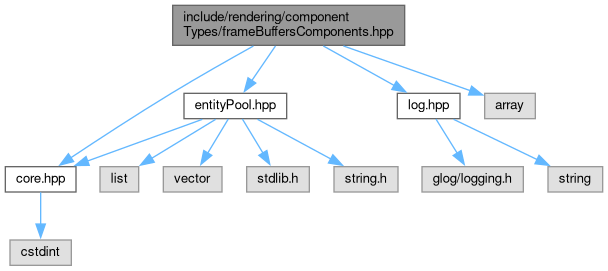 include/rendering/component
Types/frameBuffersComponents.hpp
entityPool.hpp
log.hpp
array
core.hpp
list
vector
stdlib.h
string.h
glog/logging.h
string
cstdint